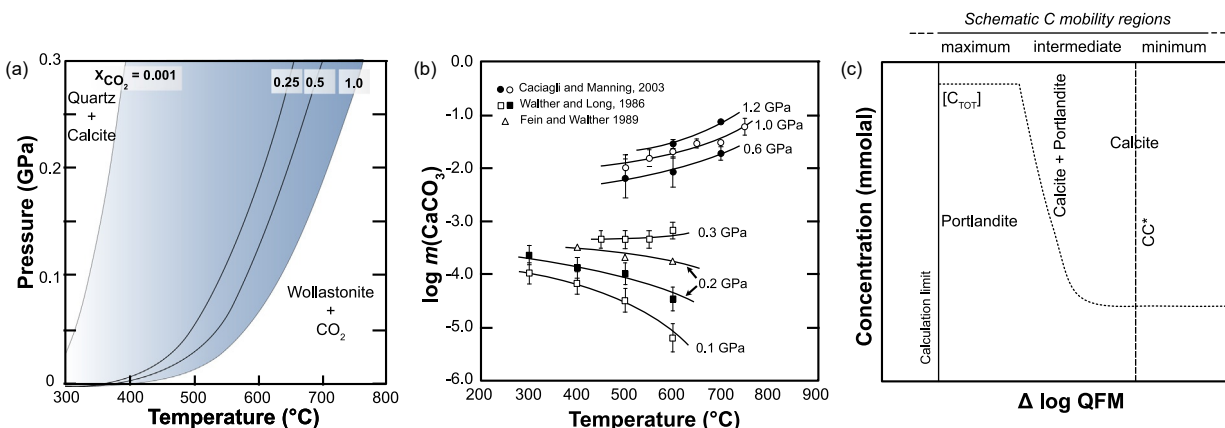 Schematic C mobility regions
maximum intermediate minimum
(a)
0.3
0.2
0.1
0
Pressure (GPa)
X_CO2 = 0.001
0.25
0.5
1.0
Quartz
+
Calcite
Wollastonite
+
CO2
300 400 500 600 700 800
Temperature (°C)
(b)
0.0
-1.0
-2.0
-3.0
-4.0
-5.0
-6.0
log m(CaCO3)
Caciagli and Manning, 2003
Walther and Long, 1986
Fein and Walther 1989
1.2 GPa
1.0 GPa
0.6 GPa
0.3 GPa
0.2 GPa
0.1 GPa
200 300 400 500 600 700 800 900
Temperature (°C)
(c)
Concentration (mmolal)
Calculation limit
[C_TOT]
Portlandite
Calcite + Portlandite
Calcite
CC*
Δ log QFM